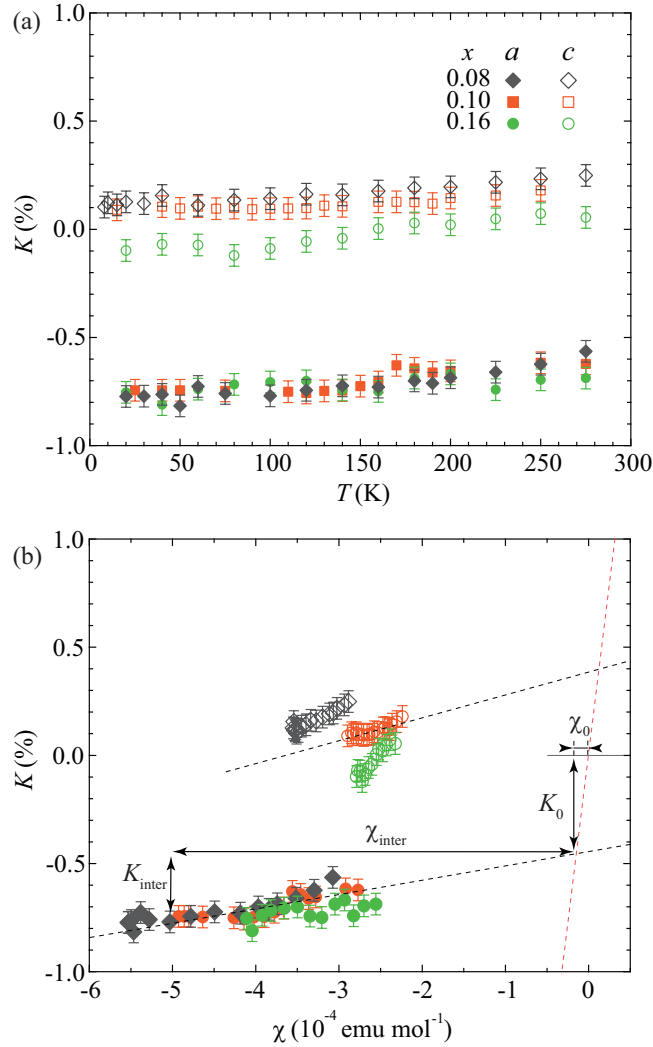 (a)
x a c
0.08
0.10
0.16
1.0
0.5
0.0
-0.5
-1.0
K (%)
0 50 100 150 200 250 300
T (K)
(b)
1.0
0.5
0.0
-0.5
-1.0
K (%)
χ0
K0
χinter
Kinter
-6 -5 -4 -3 -2 -1 0
χ (10-4 emu mol-1)